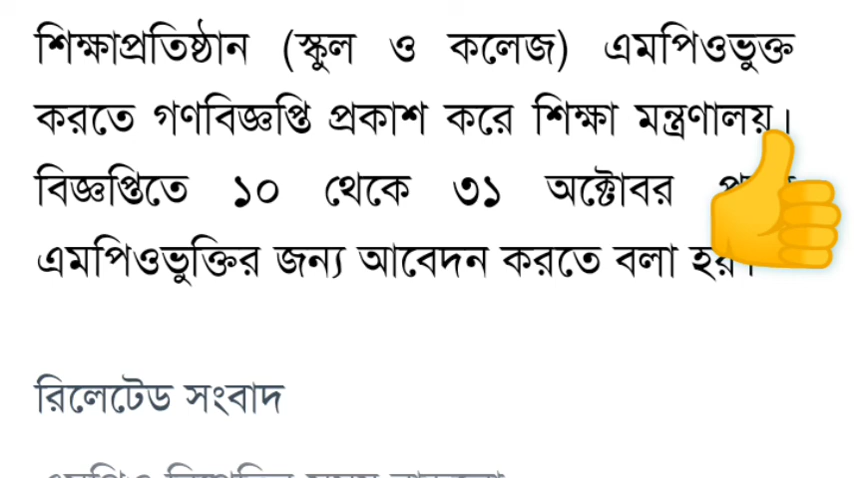 শিক্ষাপ্রতিষ্ঠান (স্কুল ও কলেজ) এমপিওভুক্ত
করতে গণবিজ্ঞপ্তি প্রকাশ করে শিক্ষা মন্ত্রণালয়।
বিজ্ঞপ্তিতে ১০ থেকে ৩১ অক্টোবর
এমপিওভুক্তির জন্য আবেদন করতে বলা হয়।
রিলেটেড সংবাদ